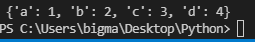 {'a': 1, 'b': 2, 'c': 3, 'd': 4}
PS C:\Users\bigma\Desktop\Python>